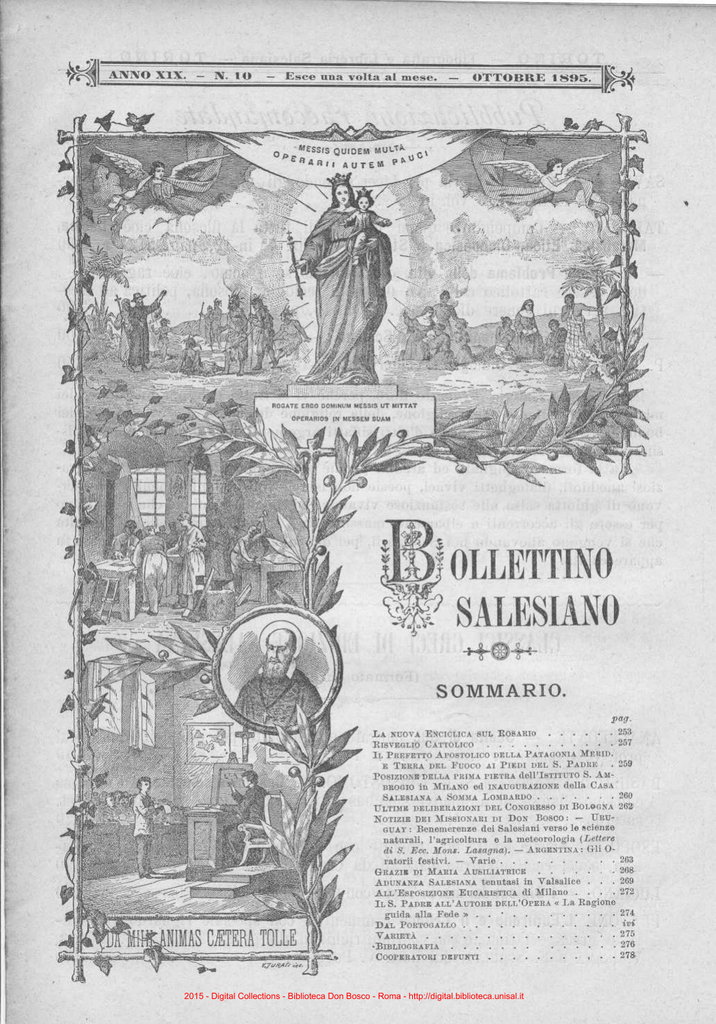 ANNO XIX. — N. 10 — Esce una volta al mese. — OTTOBRE 1895.
MESSIS QUIDEM MULTA
OPERARII AUTEM PAUCI
ROGATE ERGO DOMINUM MESSIS UT MITTAT
OPERARIOS IN MESSEM SUAM
BOLLETTINO
SALESIANO
SOMMARIO.
pag.
LA NUOVA ENCICLICA SUL ROSARIO . . . . . . 253
RISVEGLIO CATTOLICO . . . . . . . . . . . 257
IL PREFETTO APOSTOLICO DELLA PATAGONIA MERID.
E TERRA DEL FUOCO AI PIEDI DEL S. PADRE . 259
POSIZIONE DELLA PRIMA PIETRA dell'ISTITUTO S. AM-
BROGIO in MILANO ed INAUGURAZIONE della CASA
SALESIANA A SOMMA LOMBARDO . . . . . . . 260
ULTIME DELIBERAZIONI DEL CONGRESSO DI BOLOGNA 262
NOTIZIE DEI MISSIONARI DI DON BOSCO: — URU-
GUAY: Benemerenze dei Salesiani verso le scienze
naturali, l'agricoltura e la meteorologia (Lettere
di S. Ecc. Mons. Lasagna). — ARGENTINA: Gli O-
ratorii festivi. — Varie . . . . . . . . . . 263
GRAZIE DI MARIA AUSILIATRICE . . . . . . . 268
ADUNANZA SALESIANA tenutasi in Valsalice . . . 269
ALL'ESPOSIZIONE EUCARISTICA di Milano . . . . 272
IL S. PADRE ALL'AUTORE DELL'OPERA « La Ragione
guida alla Fede » . . . . . . . . . . . . 274
DAL PORTOGALLO . . . . . . . . . . . . ivi
VARIETÀ . . . . . . . . . . . . . . . 275
BIBLIOGRAFIA . . . . . . . . . . . . . 276
COOPERATORI DEFUNTI . . . . . . . . . . 278
DA MIHI ANIMAS CÆTERA TOLLE
2015 - Digital Collections - Biblioteca Don Bosco - Roma - http://digital.biblioteca.unisal.it